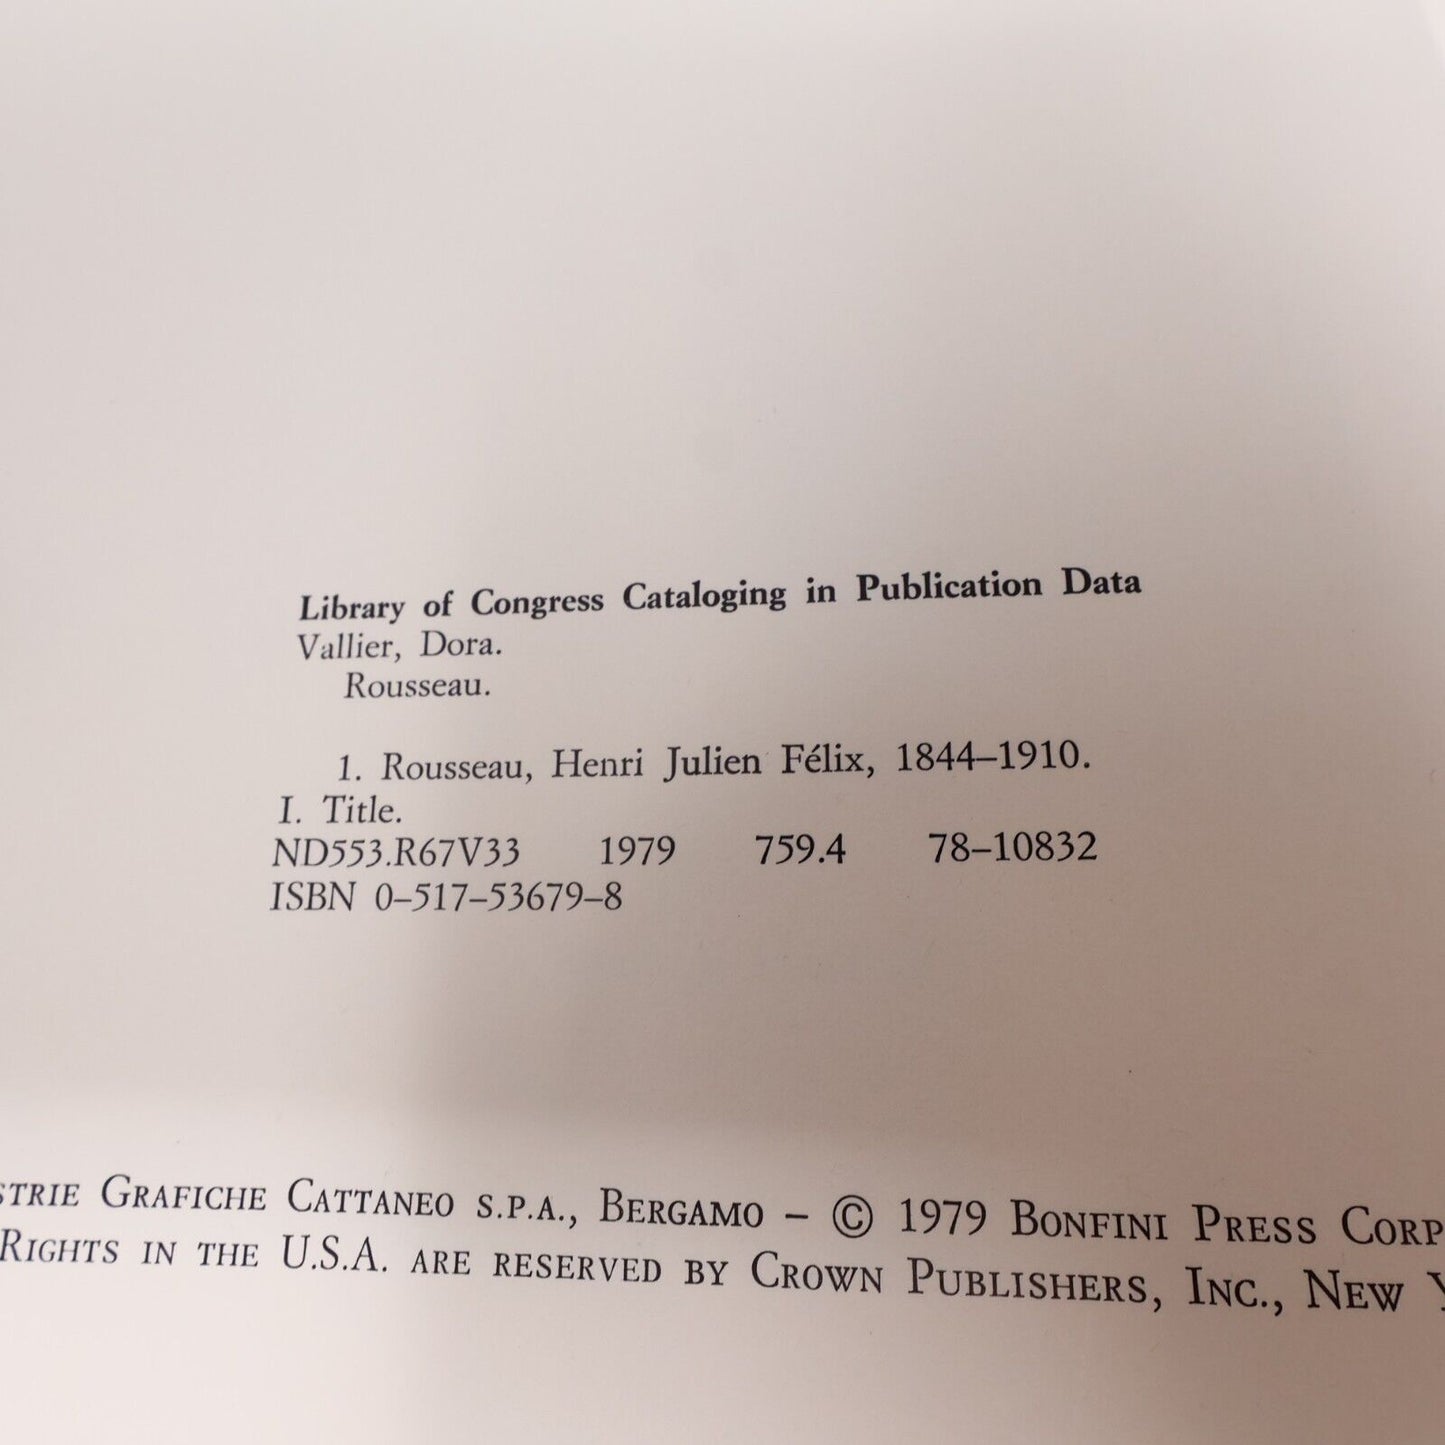 Library of Congress Cataloging in Publication Data
Vallier, Dora.
Rousseau.
1. Rousseau, Henri Julien Félix, 1844–1910.
I. Title.
ND553.R67V33 1979 759.4 78–10832
ISBN 0–517–53679–8
STRIE GRAFICHE CATTANEO S.P.A., BERGAMO – © 1979 BONFINI PRESS CORP
RIGHTS IN THE U.S.A. ARE RESERVED BY CROWN PUBLISHERS, INC., NEW